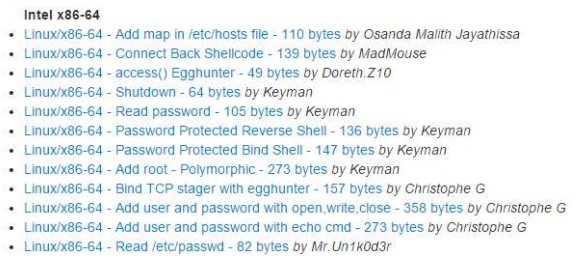 Intel x86-64
Linux/x86-64 - Add map in /etc/hosts file - 110 bytes by Osanda Malith Jayathissa
Linux/x86-64 - Connect Back Shellcode - 139 bytes by MadMouse
Linux/x86-64 - access() Egghunter - 49 bytes by Doreth.Z10
Linux/x86-64 - Shutdown - 64 bytes by Keyman
Linux/x86-64 - Read password - 105 bytes by Keyman
Linux/x86-64 - Password Protected Reverse Shell - 136 bytes by Keyman
Linux/x86-64 - Password Protected Bind Shell - 147 bytes by Keyman
Linux/x86-64 - Add root - Polymorphic - 273 bytes by Keyman
Linux/x86-64 - Bind TCP stager with egghunter - 157 bytes by Christophe G
Linux/x86-64 - Add user and password with open,write,close - 358 bytes by Christophe G
Linux/x86-64 - Add user and password with echo cmd - 273 bytes by Christophe G
Linux/x86-64 - Read /etc/passwd - 82 bytes by Mr.Un1k0d3r